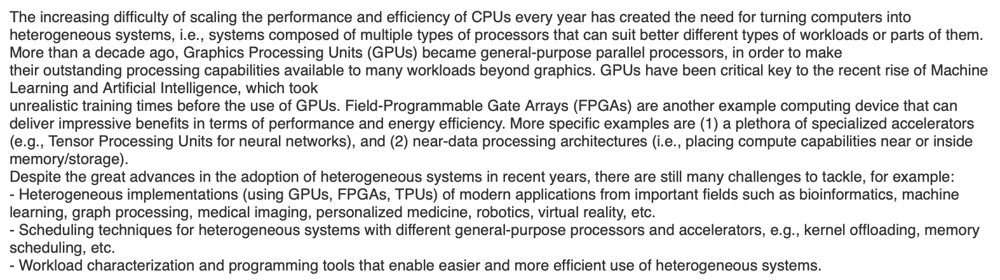 The increasing difficulty of scaling the performance and efficiency of CPUs every year has created the need for turning computers into
heterogeneous systems, i.e., systems composed of multiple types of processors that can suit better different types of workloads or parts of them.
More than a decade ago, Graphics Processing Units (GPUs) became general-purpose parallel processors, in order to make
their outstanding processing capabilities available to many workloads beyond graphics. GPUs have been critical key to the recent rise of Machine
Learning and Artificial Intelligence, which took
unrealistic training times before the use of GPUs. Field-Programmable Gate Arrays (FPGAs) are another example computing device that can
deliver impressive benefits in terms of performance and energy efficiency. More specific examples are (1) a plethora of specialized accelerators
(e.g., Tensor Processing Units for neural networks), and (2) near-data processing architectures (i.e., placing compute capabilities near or inside
memory/storage).
Despite the great advances in the adoption of heterogeneous systems in recent years, there are still many challenges to tackle, for example:
- Heterogeneous implementations (using GPUs, FPGAs, TPUs) of modern applications from important fields such as bioinformatics, machine
learning, graph processing, medical imaging, personalized medicine, robotics, virtual reality, etc.
- Scheduling techniques for heterogeneous systems with different general-purpose processors and accelerators, e.g., kernel offloading, memory
scheduling, etc.
- Workload characterization and programming tools that enable easier and more efficient use of heterogeneous systems.